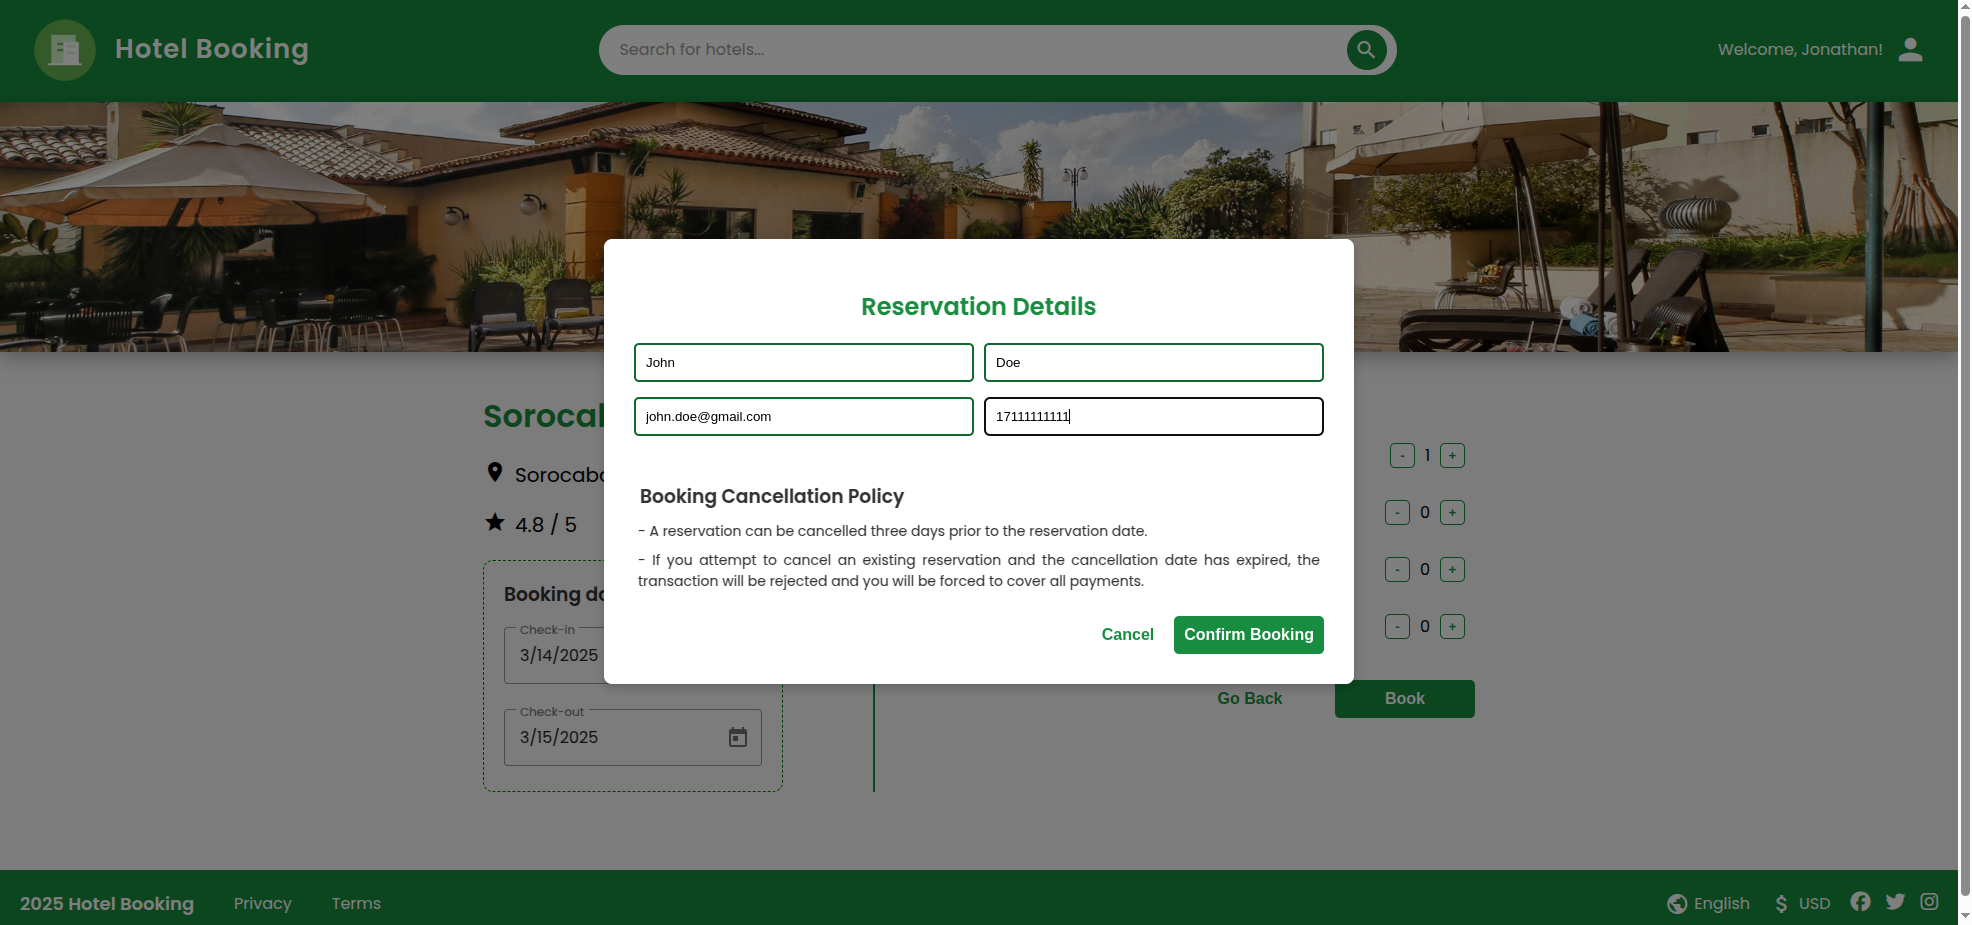 Hotel Booking
Search for hotels...
Welcome, Jonathan!
Reservation Details
John
Doe
john.doe@gmail.com
17111111111
Booking Cancellation Policy
- A reservation can be cancelled three days prior to the reservation date.
- If you attempt to cancel an existing reservation and the cancellation date has expired, the
transaction will be rejected and you will be forced to cover all payments.
Cancel
Confirm Booking
4.8 / 5
Booking
Check-in
3/14/2025
Check-out
3/15/2025
- 1 +
- 0 +
- 0 +
- 0 +
Go Back
Book
2025 Hotel Booking
Privacy
Terms
English
$ USD